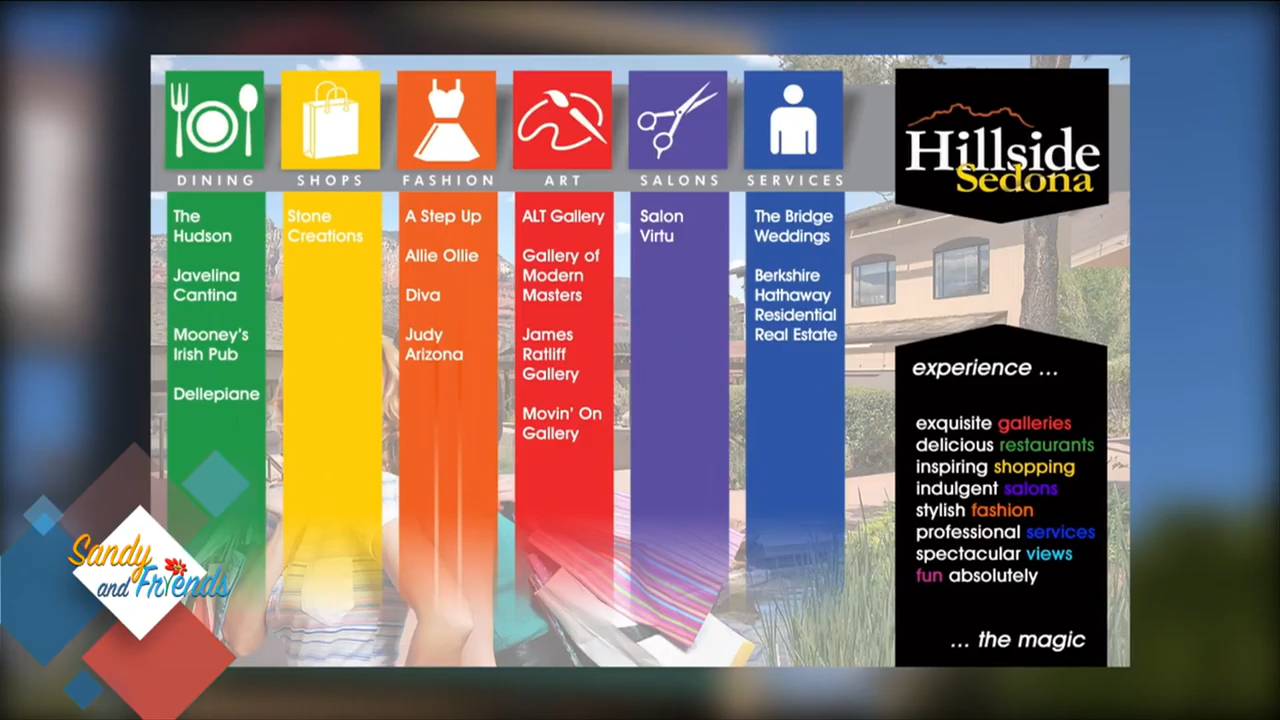 DINING
SHOPS
FASHION
ART
SALONS
SERVICES
Hillside
Sedona
The
Hudson
Javelina
Cantina
Mooney's
Irish Pub
Dellepiane
Stone
Creations
A Step Up
Allie Ollie
Diva
Judy
Arizona
ALT Gallery
Gallery of
Modern
Masters
James
Ratliff
Gallery
Movin' On
Gallery
Salon
Virtu
The Bridge
Weddings
Berkshire
Hathaway
Residential
Real Estate
experience ...
exquisite galleries
delicious restaurants
inspiring shopping
indulgent salons
stylish fashion
professional services
spectacular views
fun absolutely
... the magic
Sandy
and Friends